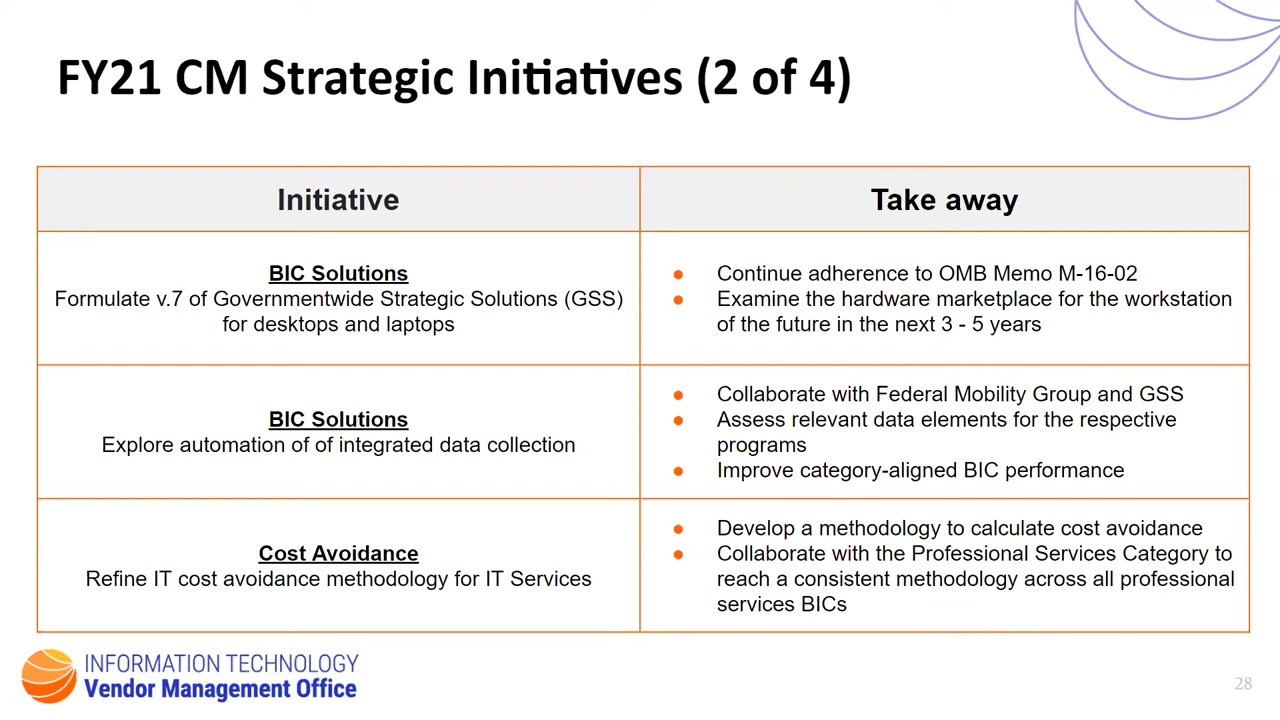 FY21 CM Strategic Initiatives (2 of 4)
Initiative
Take away
BIC Solutions
Formulate v.7 of Governmentwide Strategic Solutions (GSS)
for desktops and laptops
● Continue adherence to OMB Memo M-16-02
● Examine the hardware marketplace for the workstation
of the future in the next 3 - 5 years
BIC Solutions
Explore automation of of integrated data collection
● Collaborate with Federal Mobility Group and GSS
● Assess relevant data elements for the respective
programs
● Improve category-aligned BIC performance
Cost Avoidance
Refine IT cost avoidance methodology for IT Services
● Develop a methodology to calculate cost avoidance
● Collaborate with the Professional Services Category to
reach a consistent methodology across all professional
services BICs
INFORMATION TECHNOLOGY
Vendor Management Office
28